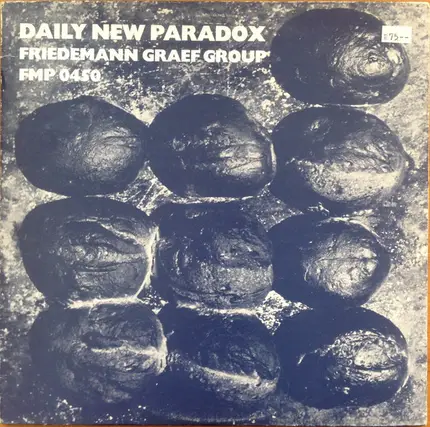 DAILY NEW PARADOX
FRIEDEMANN GRAEF GROUP
FMP 0450